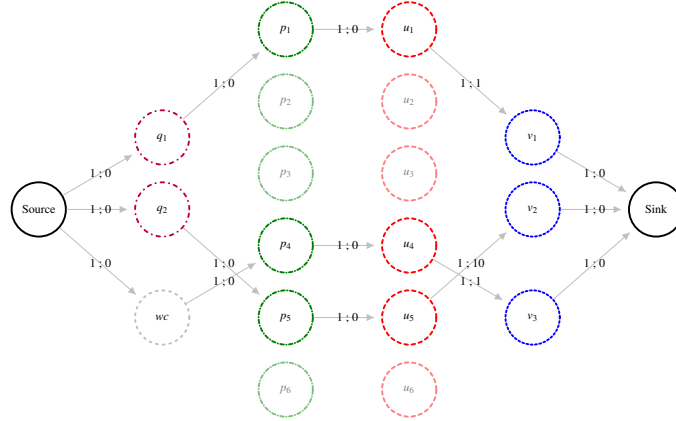 p1
1 ; 0
u1
1 ; 0
1 ; 1
p2
u2
q1
v1
1 ; 0
p3
u3
1 ; 0
Source
1 ; 0
q2
v2
1 ; 0
Sink
p4
1 ; 0
u4
1 ; 0
1 ; 0
1 ; 10
1 ; 0
1 ; 0
1 ; 1
wc
p5
1 ; 0
u5
v3
p6
u6